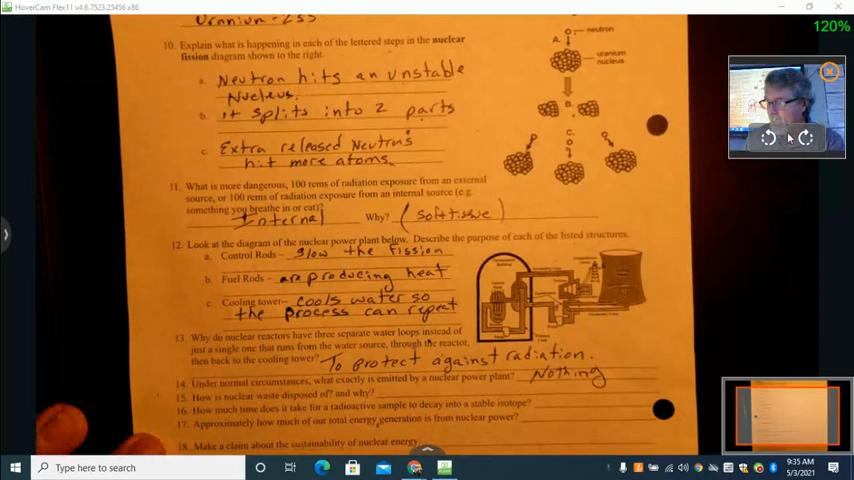 HoverCam Flex11 v4.6.7523.25456 x86
120%
Uranium-235
10. Explain what is happening in each of the lettered steps in the nuclear
fission diagram shown to the right.
a. Neutron hits an unstable
Nucleus.
b. it splits into 2 parts
c. Extra released Neutrons
hit more atoms.
neutron
A.
uranium
nucleus
B.
C.
11. What is more dangerous, 100 rems of radiation exposure from an external
source, or 100 rems of radiation exposure from an internal source (e.g.
something you breathe in or eat)?
Internal Why? (soft tissue)
12. Look at the diagram of the nuclear power plant below. Describe the purpose of each of the listed structures.
a. Control Rods – slow the fission
b. Fuel Rods – are producing heat
c. Cooling tower– cools water so
the process can repeat
13. Why do nuclear reactors have three separate water loops instead of
just a single one that runs from the water source, through the reactor,
then back to the cooling tower? To protect against radiation.
14. Under normal circumstances, what exactly is emitted by a nuclear power plant? Nothing
15. How is nuclear waste disposed of? and why?
16. How much time does it take for a radioactive sample to decay into a stable isotope?
17. Approximately how much of our total energy generation is from nuclear power?
18. Make a claim about the sustainability of nuclear energy.
Type here to search
9:35 AM
5/3/2021